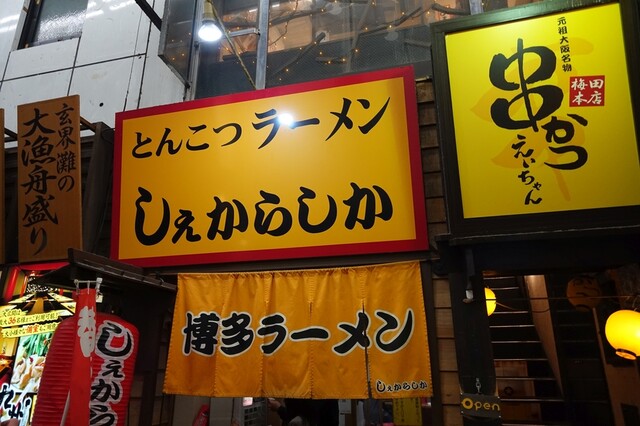 玄界灘の
大漁舟盛り
とんこつラーメン
しぇからしか
博多ラーメン
しぇからしか
元祖大阪名物
串かつ
えいちゃん
梅田
本店
Open
しぇから